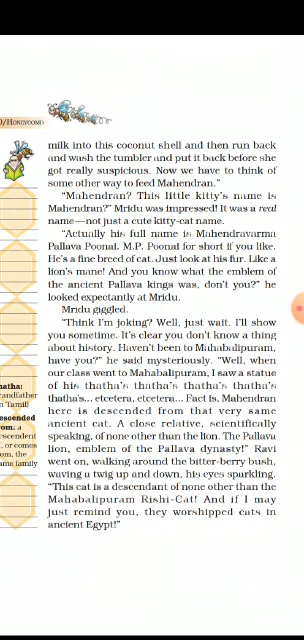 0/HONEYCOMB
milk into this coconut shell and then run back
and wash the tumbler and put it back before she
got really suspicious. Now we have to think of
some other way to feed Mahendran."
"Mahendran? This little kitty's name is
Mahendran?" Mridu was impressed! It was a real
name—not just a cute kitty-cat name.
"Actually his full name is Mahendravarma
Pallava Poonai. M.P. Poonai for short if you like.
He's a fine breed of cat. Just look at his fur. Like a
lion's mane! And you know what the emblem of
the ancient Pallava kings was, don't you?" he
looked expectantly at Mridu.
Mridu giggled.
"Think I'm joking? Well, just wait. I'll show
you sometime. It's clear you don't know a thing
about history. Haven't been to Mahabalipuram,
have you?" he said mysteriously. "Well, when
our class went to Mahabalipuram, I saw a statue
of his thatha's thatha's thatha's thatha's
thatha's... etcetera, etcetera... Fact is, Mahendran
here is descended from that very same
ancient cat. A close relative, scientifically
speaking, of none other than the lion. The Pallava
lion, emblem of the Pallava dynasty!" Ravi
went on, walking around the bitter-berry bush,
waving a twig up and down, his eyes sparkling.
"This cat is a descendant of none other than the
Mahabalipuram Rishi-Cat! And if I may
just remind you, they worshipped cats in
ancient Egypt!"
hatha:
randfather
n Tamil)
escended
rom: a
escendent
, or comes
om, the
ame family